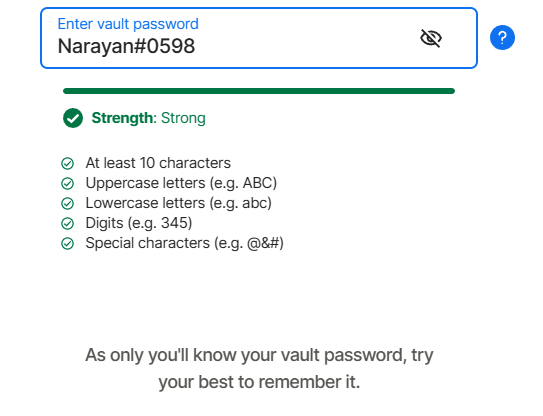 Enter vault password
Narayan#0598
?
Strength: Strong
At least 10 characters
Uppercase letters (e.g. ABC)
Lowercase letters (e.g. abc)
Digits (e.g. 345)
Special characters (e.g. @&#)
As only you'll know your vault password, try
your best to remember it.